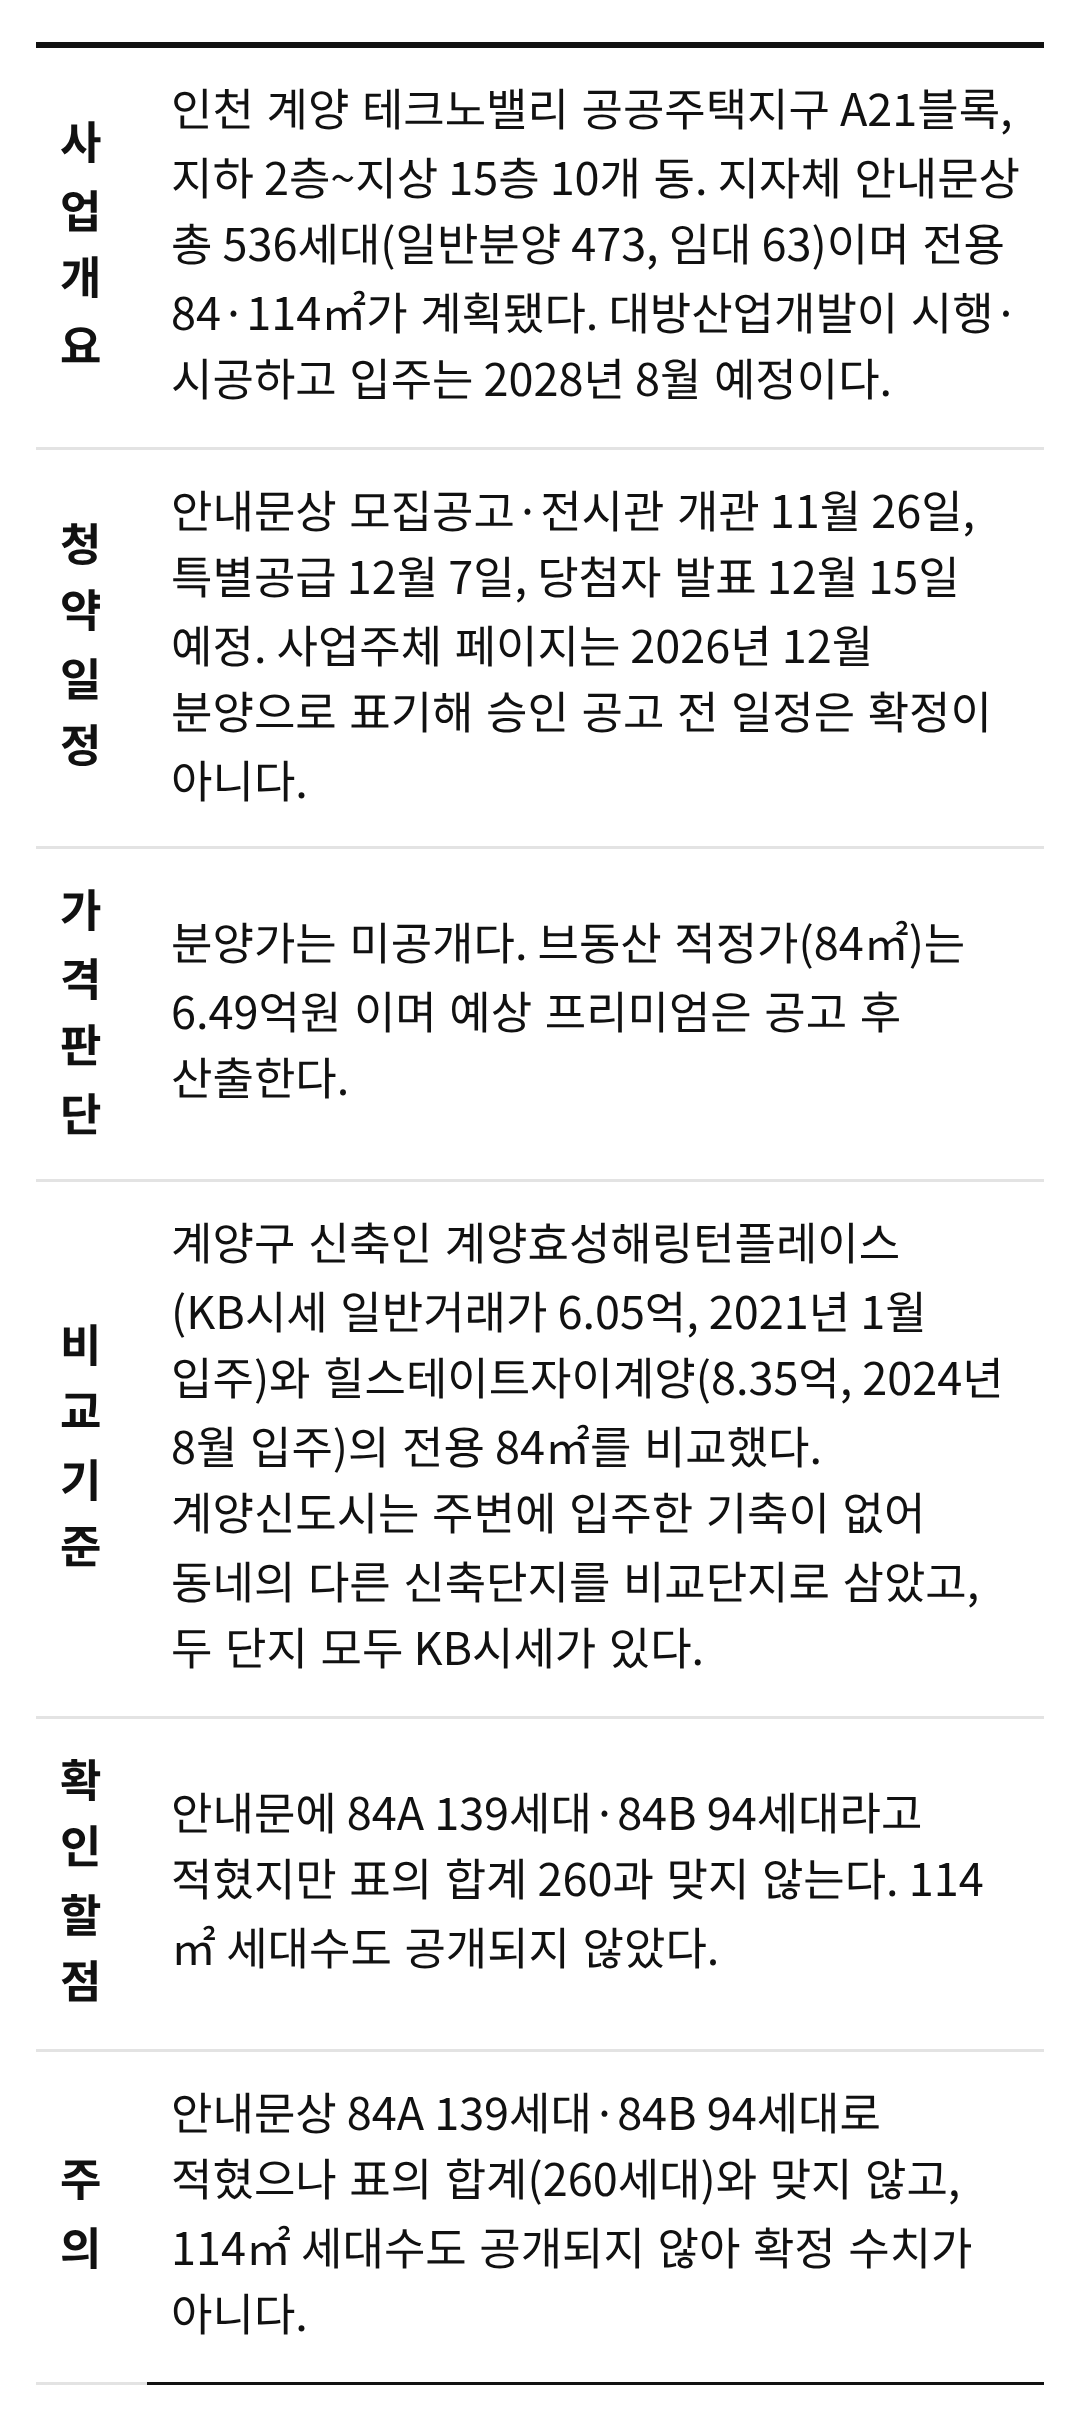 사업개요
인천 계양 테크노밸리 공공주택지구 A21블록,
지하 2층~지상 15층 10개 동. 지자체 안내문상
총 536세대(일반분양 473, 임대 63)이며 전용
84·114㎡가 계획됐다. 대방산업개발이 시행·
시공하고 입주는 2028년 8월 예정이다.
청약일정
안내문상 모집공고·전시관 개관 11월 26일,
특별공급 12월 7일, 당첨자 발표 12월 15일
예정. 사업주체 페이지는 2026년 12월
분양으로 표기해 승인 공고 전 일정은 확정이
아니다.
가격판단
분양가는 미공개다. 브동산 적정가(84㎡)는
6.49억원 이며 예상 프리미엄은 공고 후
산출한다.
비교기준
계양구 신축인 계양효성해링턴플레이스
(KB시세 일반거래가 6.05억, 2021년 1월
입주)와 힐스테이트자이계양(8.35억, 2024년
8월 입주)의 전용 84㎡를 비교했다.
계양신도시는 주변에 입주한 기축이 없어
동네의 다른 신축단지를 비교단지로 삼았고,
두 단지 모두 KB시세가 있다.
확인할점
안내문에 84A 139세대·84B 94세대라고
적혔지만 표의 합계 260과 맞지 않는다. 114
㎡ 세대수도 공개되지 않았다.
주의
안내문상 84A 139세대·84B 94세대로
적혔으나 표의 합계(260세대)와 맞지 않고,
114㎡ 세대수도 공개되지 않아 확정 수치가
아니다.